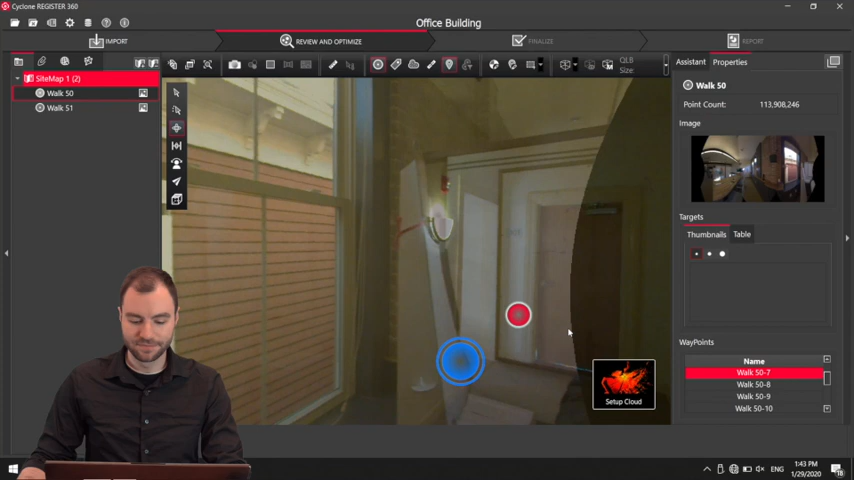 Cyclone REGISTER 360
Office Building
IMPORT
REVIEW AND OPTIMIZE
FINALIZE
REPORT
SiteMap 1 (2)
Walk 50
Walk 51
QLB
Size:
Assistant
Properties
Walk 50
Point Count:
113,908,246
Image
Targets
Thumbnails
Table
WayPoints
Name
Walk 50-7
Walk 50-8
Walk 50-9
Walk 50-10
Setup Cloud
ENG
1:43 PM
1/29/2020
18